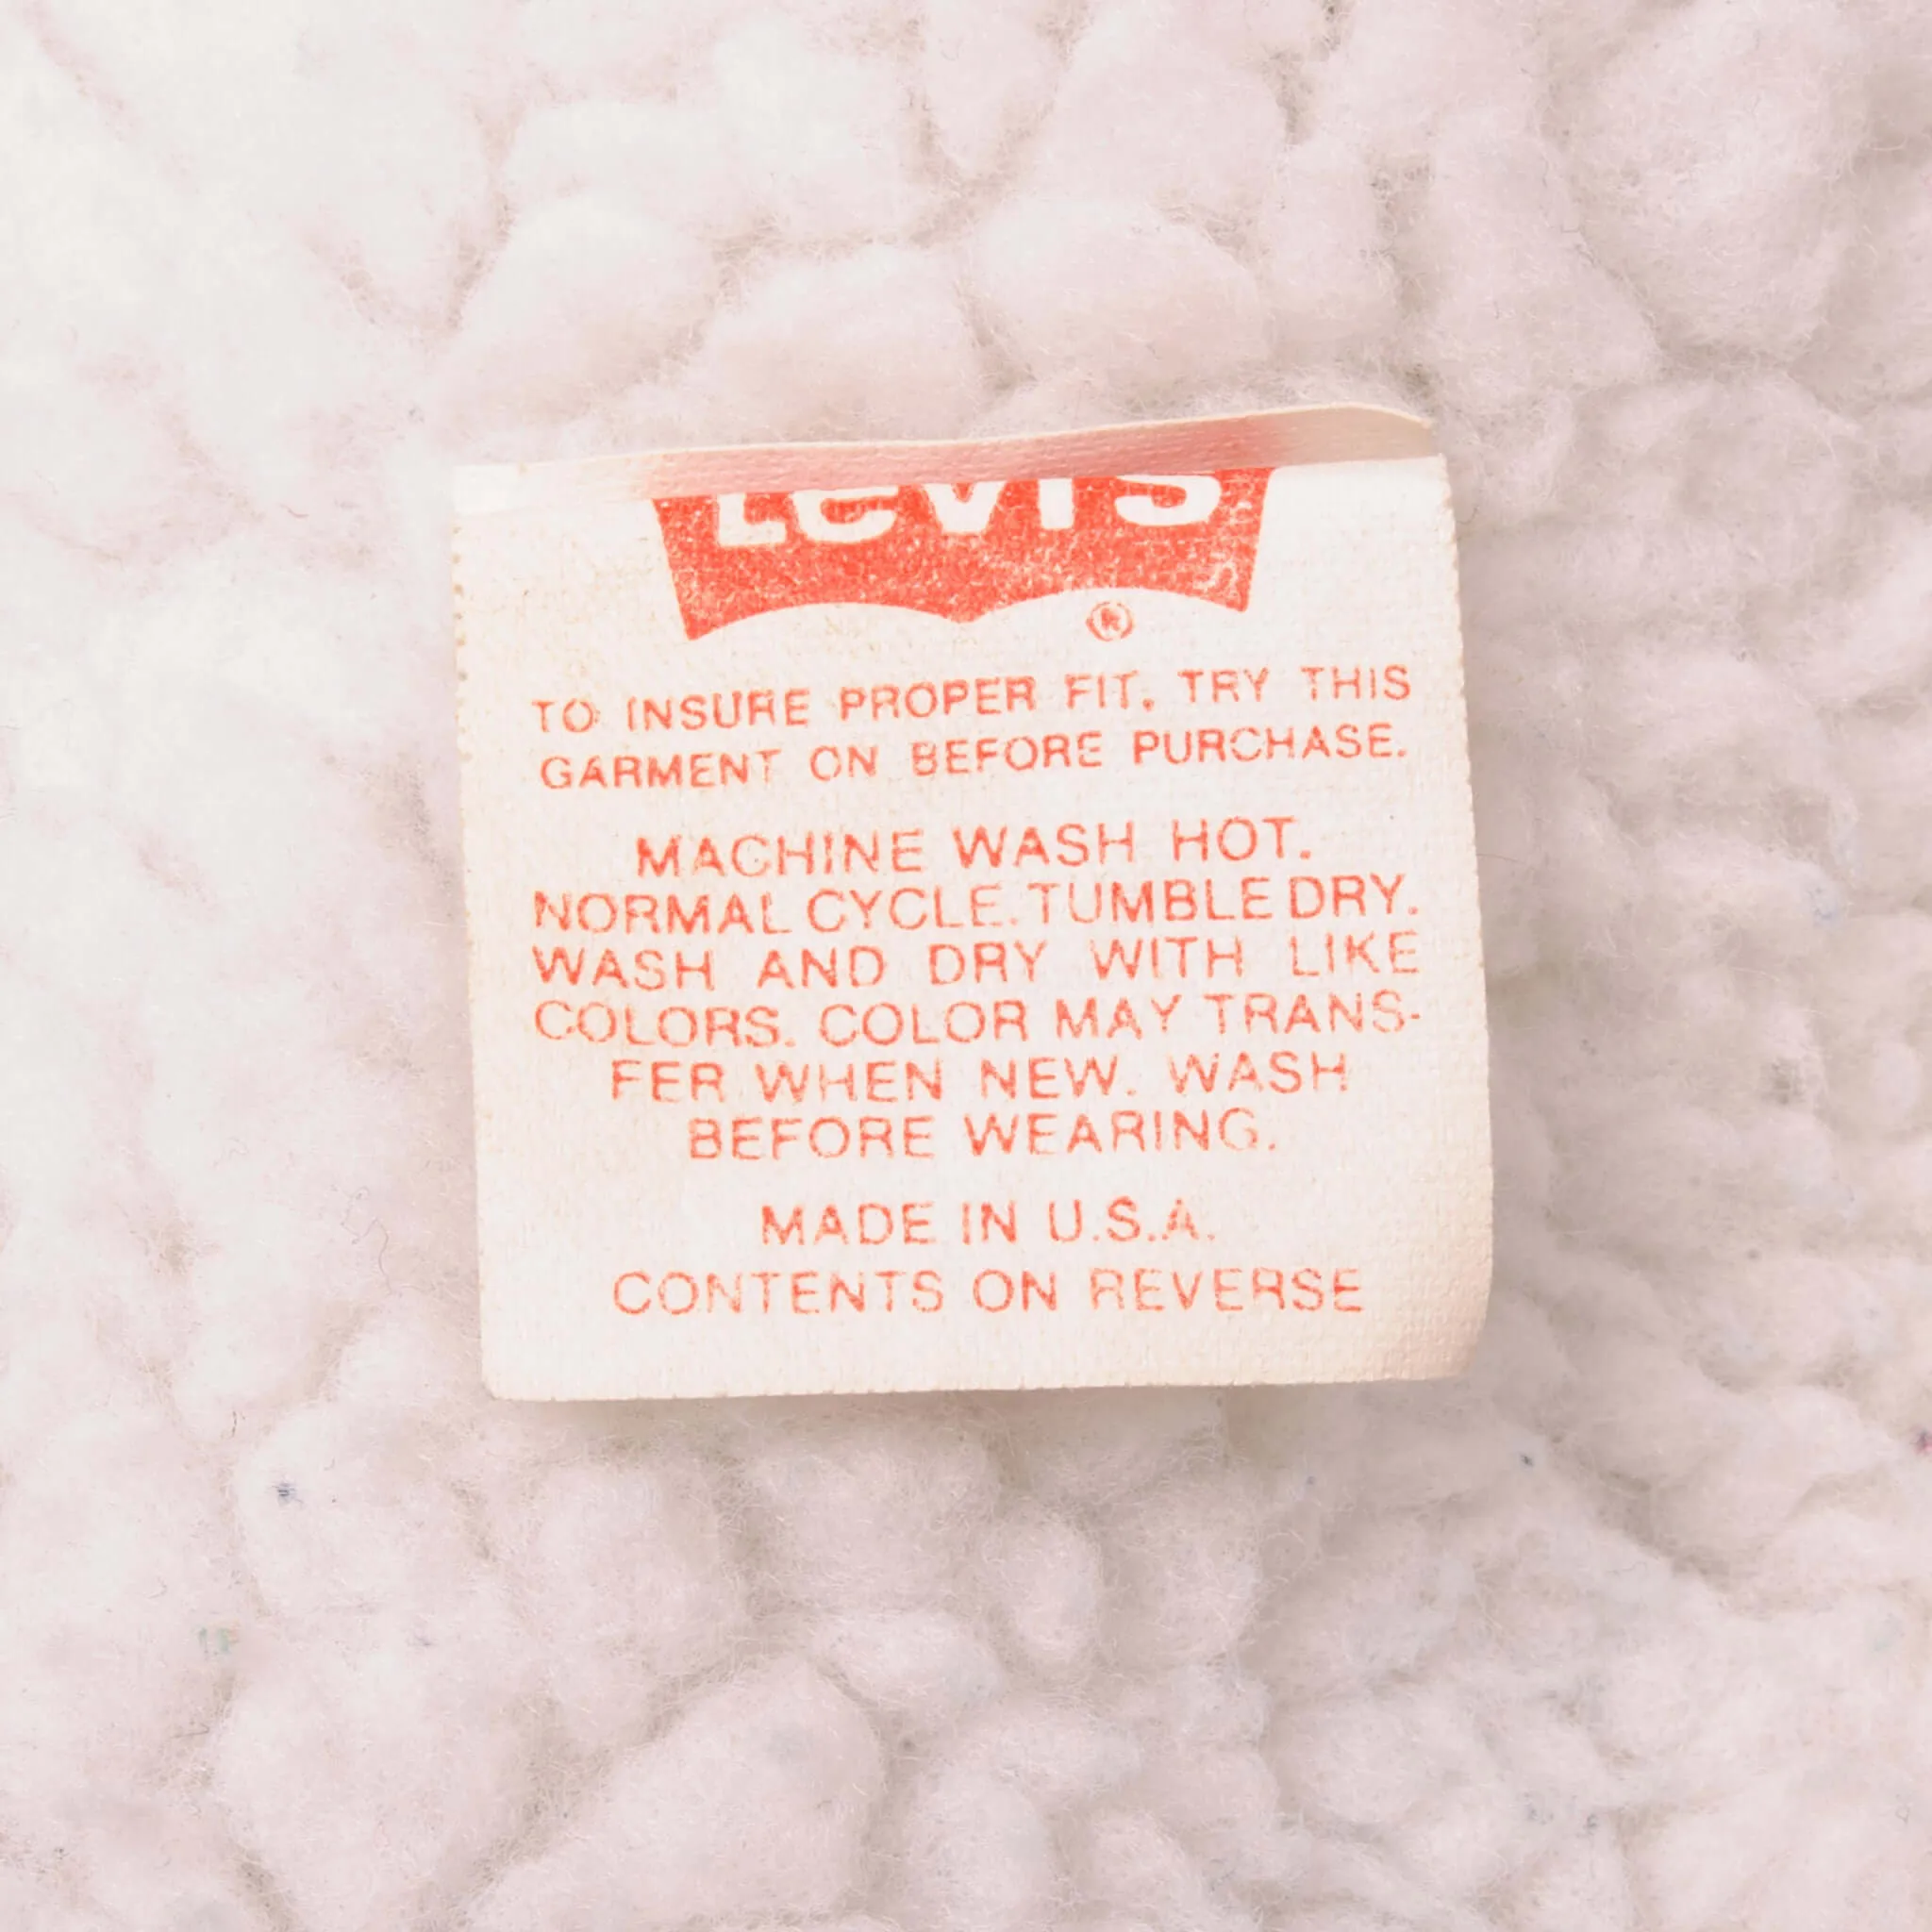 Levi's
®
TO INSURE PROPER FIT, TRY THIS
GARMENT ON BEFORE PURCHASE.
MACHINE WASH HOT.
NORMAL CYCLE. TUMBLE DRY.
WASH AND DRY WITH LIKE
COLORS. COLOR MAY TRANS-
FER WHEN NEW. WASH
BEFORE WEARING.
MADE IN U.S.A.
CONTENTS ON REVERSE